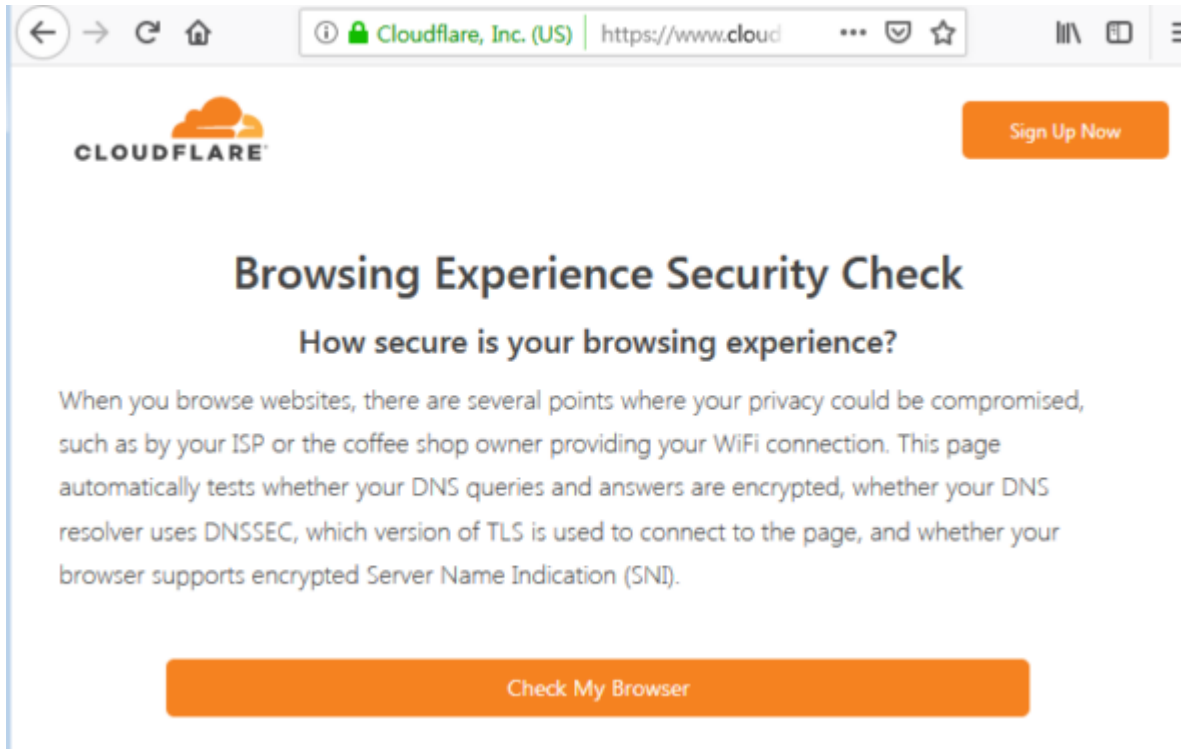 Cloudflare, Inc. (US) https://www.cloud
CLOUDFLARE
Sign Up Now
Browsing Experience Security Check
How secure is your browsing experience?
When you browse websites, there are several points where your privacy could be compromised,
such as by your ISP or the coffee shop owner providing your WiFi connection. This page
automatically tests whether your DNS queries and answers are encrypted, whether your DNS
resolver uses DNSSEC, which version of TLS is used to connect to the page, and whether your
browser supports encrypted Server Name Indication (SNI).
Check My Browser